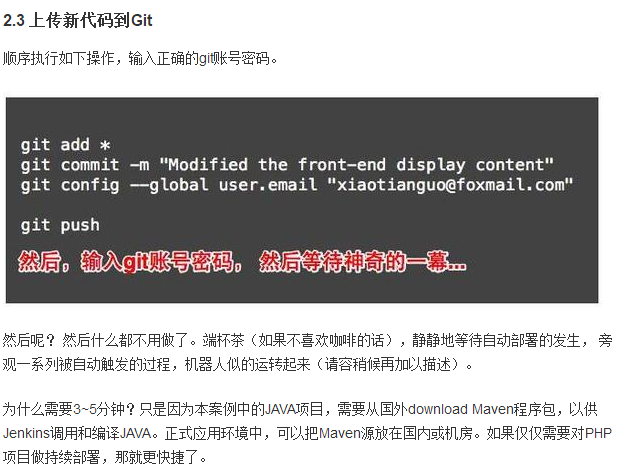 2.3 上传新代码到Git
顺序执行如下操作，输入正确的git账号密码。
git add *
git commit -m "Modified the front-end display content"
git config --global user.email "xiaotianguo@foxmail.com"
git push
然后，输入git账号密码， 然后等待神奇的一幕...
然后呢？ 然后什么都不用做了。端杯茶（如果不喜欢咖啡的话），静静地等待自动部署的发生， 旁
观一系列被自动触发的过程，机器人似的运转起来（请容稍候再加以描述）。
为什么需要3~5分钟？只是因为本案例中的JAVA项目，需要从国外download Maven程序包，以供
Jenkins调用和编译JAVA。正式应用环境中，可以把Maven源放在国内或机房。如果仅仅需要对PHP
项目做持续部署，那就更快捷了。